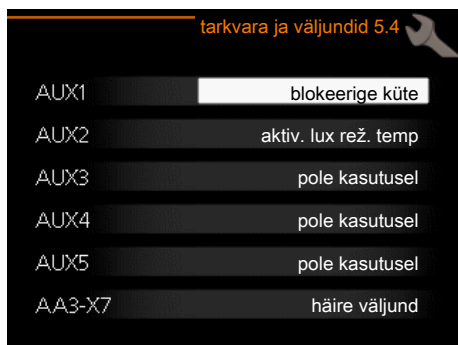 tarkvara ja väljundid 5.4
AUX1 blokeerige küte
AUX2 aktiv. lux rež. temp
AUX3 pole kasutusel
AUX4 pole kasutusel
AUX5 pole kasutusel
AA3-X7 häire väljund